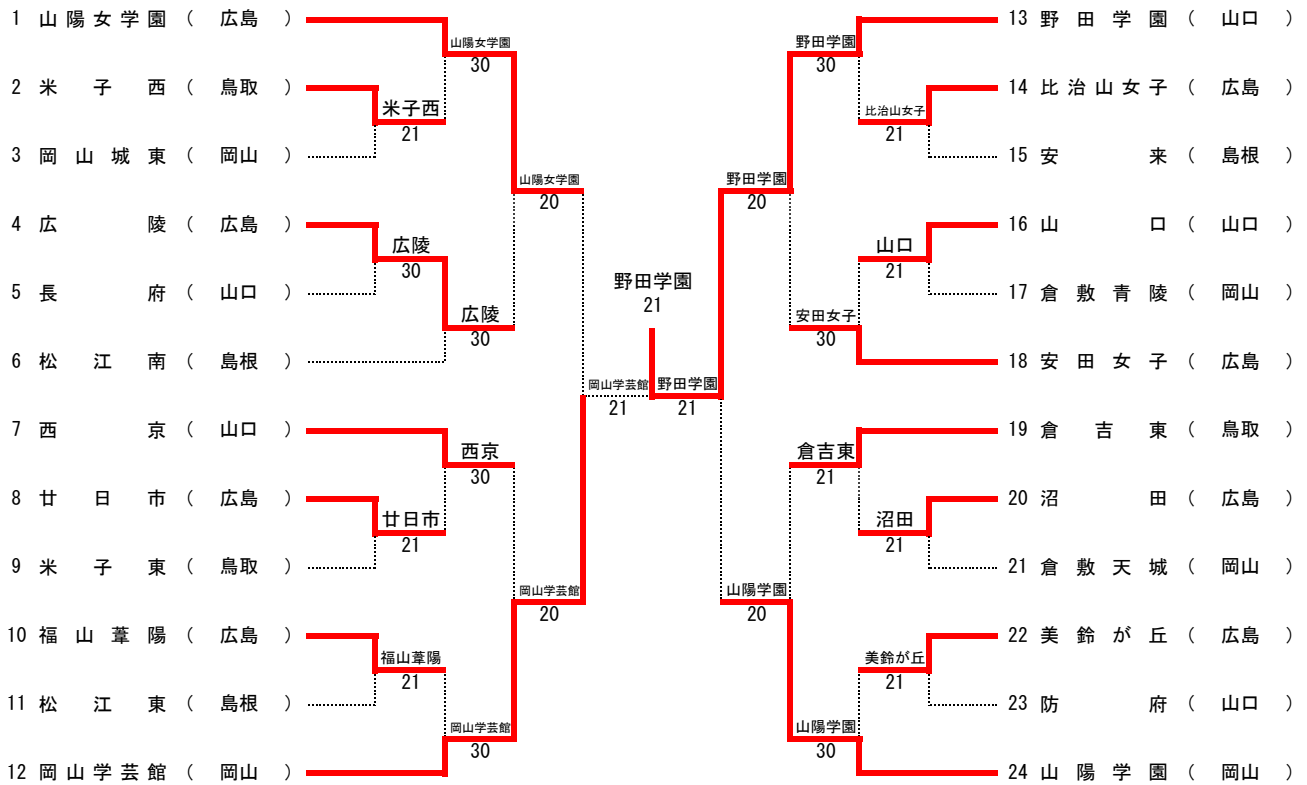 1 山陽女学園 ( 広島 )
2 米子西 ( 鳥取 )
3 岡山城東 ( 岡山 )
4 広陵 ( 広島 )
5 長府 ( 山口 )
6 松江南 ( 島根 )
7 西京 ( 山口 )
8 廿日市 ( 広島 )
9 米子東 ( 鳥取 )
10 福山葦陽 ( 広島 )
11 松江東 ( 島根 )
12 岡山学芸館 ( 岡山 )
米子西
21
広陵
30
廿日市
21
福山葦陽
21
山陽女学園
30
広陵
30
西京
30
岡山学芸館
30
山陽女学園
20
岡山学芸館
20
岡山学芸館
21
野田学園
21
野田学園
21
野田学園
20
山陽学園
20
野田学園
30
安田女子
30
倉吉東
21
山陽学園
30
比治山女子
21
山口
21
沼田
21
美鈴が丘
21
13 野田学園 ( 山口 )
14 比治山女子 ( 広島 )
15 安来 ( 島根 )
16 山口 ( 山口 )
17 倉敷青陵 ( 岡山 )
18 安田女子 ( 広島 )
19 倉吉東 ( 鳥取 )
20 沼田 ( 広島 )
21 倉敷天城 ( 岡山 )
22 美鈴が丘 ( 広島 )
23 防府 ( 山口 )
24 山陽学園 ( 岡山 )